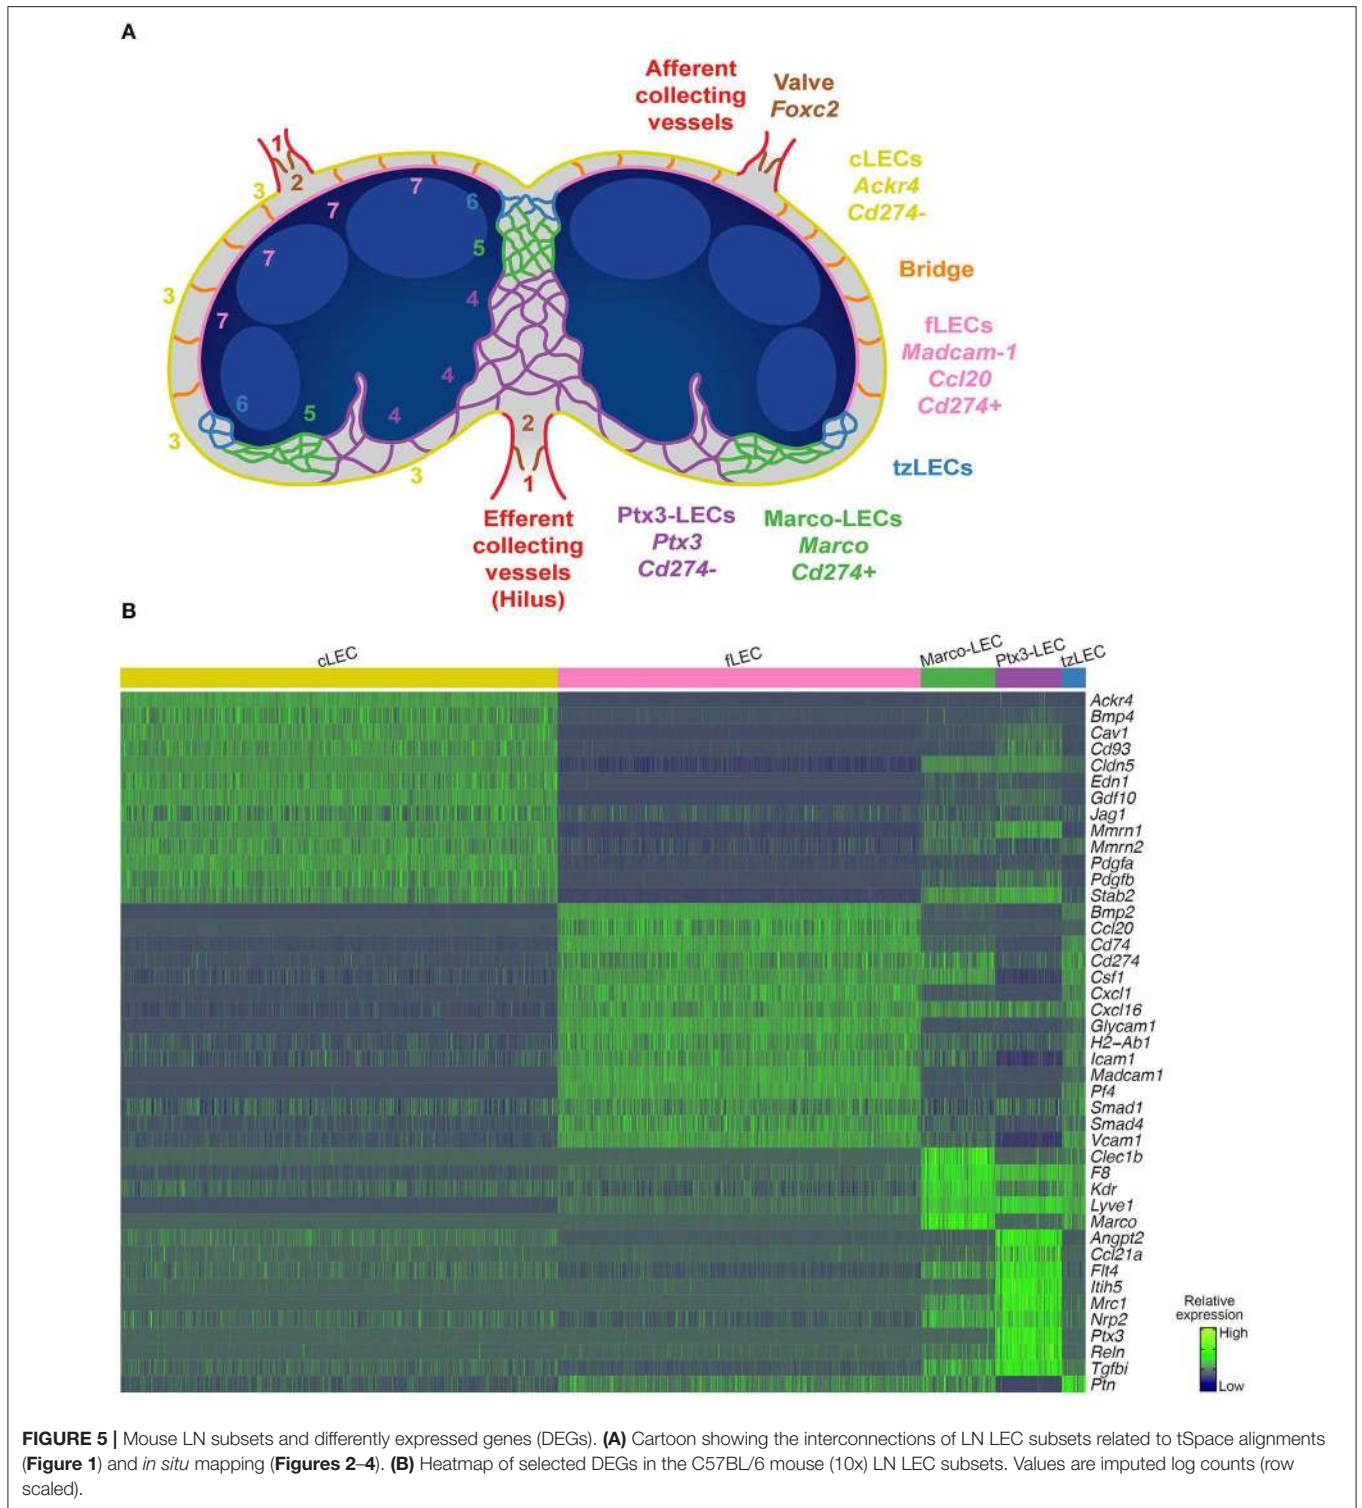 A
Afferent
collecting
vessels
Valve
Foxc2
cLECs
Ackr4
Cd274-
Bridge
fLECs
Madcam-1
Ccl20
Cd274+
tzLECs
Marco-LECs
Marco
Cd274+
Ptx3-LECs
Ptx3
Cd274-
Efferent
collecting
vessels
(Hilus)
1
2
3
7
6
7
5
7
3
4
7
4
6
5
4
2
3
3
1
B
cLEC
fLEC
Marco-LEC
Ptx3-LEC
tzLEC
Ackr4
Bmp4
Cav1
Cd93
Cldn5
Edn1
Gdf10
Jag1
Mmrn1
Mmrn2
Pdgfa
Pdgfb
Stab2
Bmp2
Ccl20
Cd74
Cd274
Csf1
Cxcl1
Cxcl16
Glycam1
H2-Ab1
Icam1
Madcam1
Pf4
Smad1
Smad4
Vcam1
Clec1b
F8
Kdr
Lyve1
Marco
Angpt2
Ccl21a
Flt4
Itih5
Mrc1
Nrp2
Ptx3
Reln
Tgfbi
Ptn
Relative
expression
High
Low
FIGURE 5 | Mouse LN subsets and differently expressed genes (DEGs). (A) Cartoon showing the interconnections of LN LEC subsets related to tSpace alignments
(Figure 1) and in situ mapping (Figures 2–4). (B) Heatmap of selected DEGs in the C57BL/6 mouse (10x) LN LEC subsets. Values are imputed log counts (row
scaled).